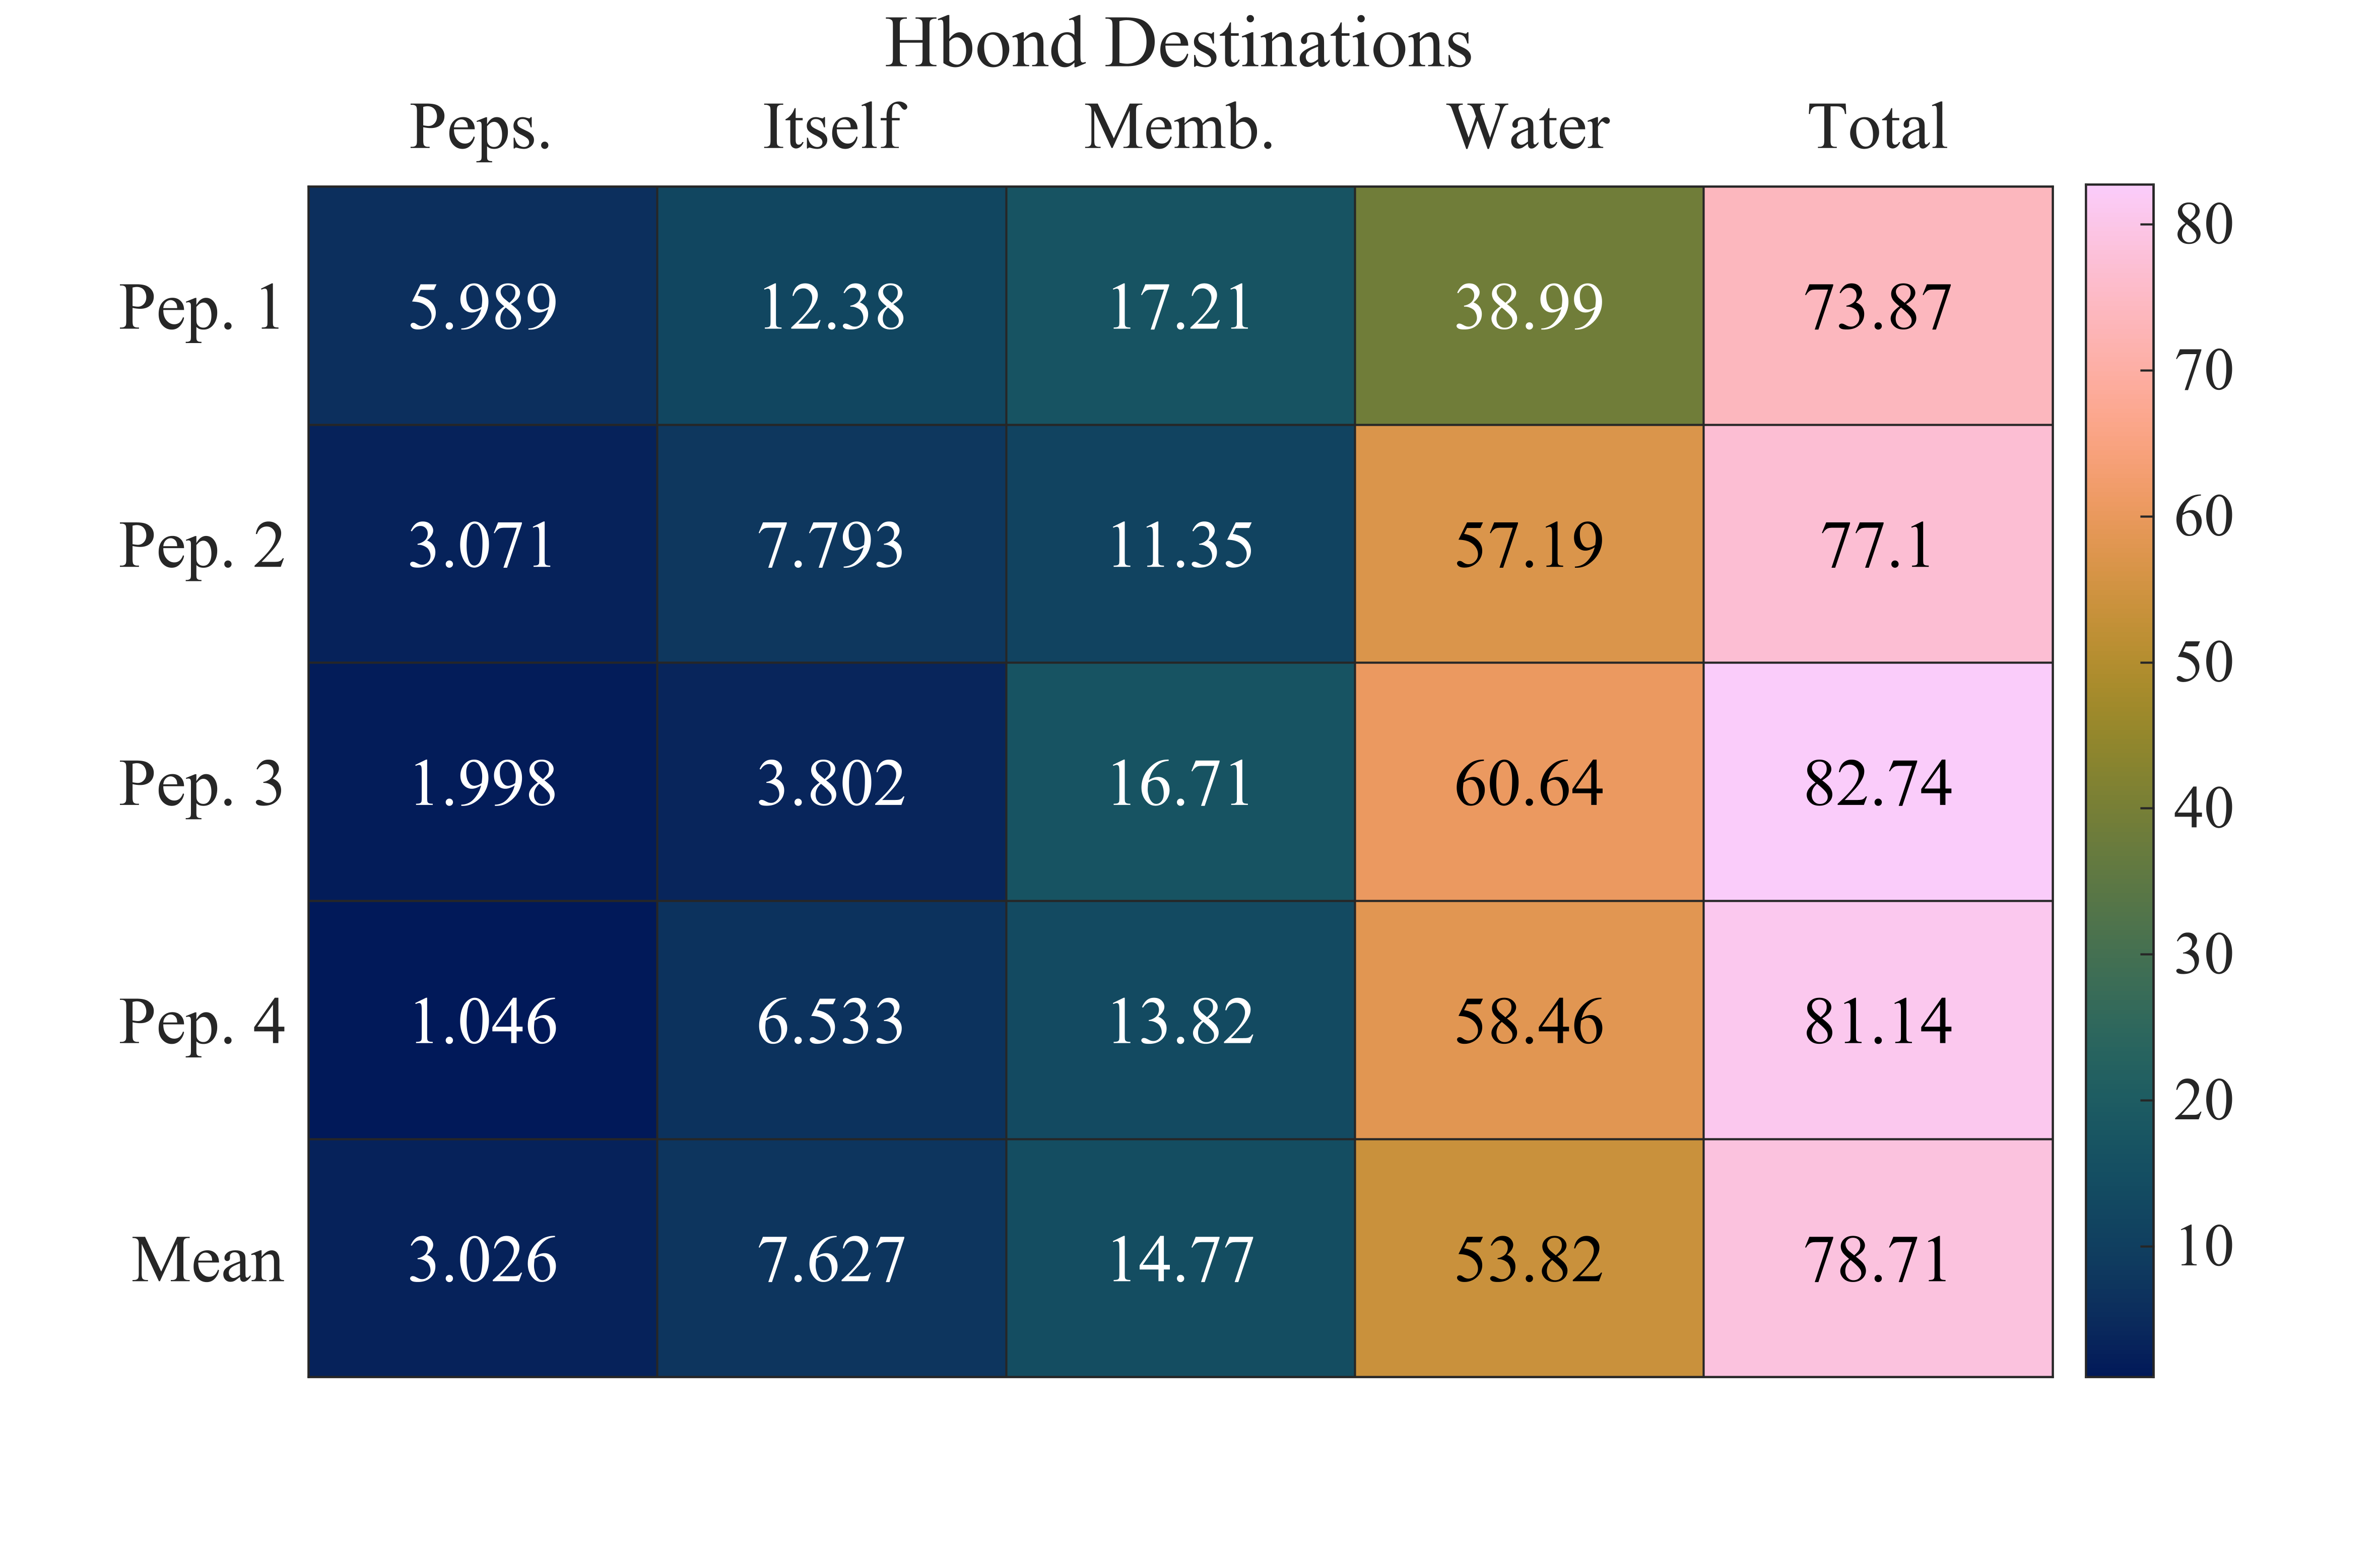 Hbond Destinations
Peps. Itself Memb. Water Total
Pep. 1 5.989 12.38 17.21 38.99 73.87
Pep. 2 3.071 7.793 11.35 57.19 77.1
Pep. 3 1.998 3.802 16.71 60.64 82.74
Pep. 4 1.046 6.533 13.82 58.46 81.14
Mean 3.026 7.627 14.77 53.82 78.71
80
70
60
50
40
30
20
10